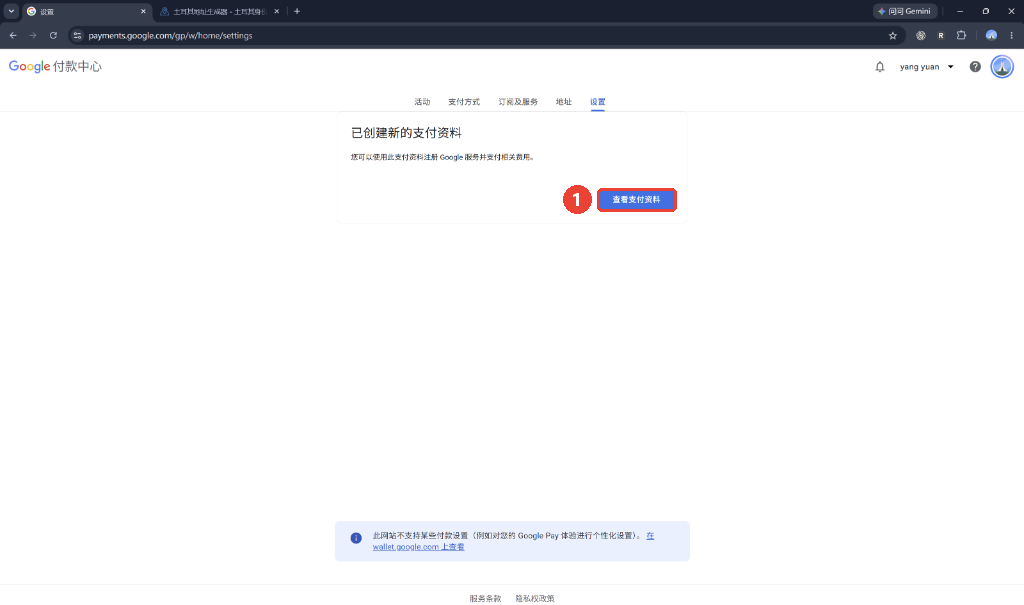 设置
土耳其地址生成器 - 土耳其身份
问问 Gemini
payments.google.com/gp/w/home/settings
Google 付款中心
yang yuan
活动 支付方式 订阅及服务 地址 设置
已创建新的支付资料
您可以使用此支付资料注册 Google 服务并支付相关费用。
1 查看支付资料
此网站不支持某些付款设置（例如对您的 Google Pay 体验进行个性化设置）。 在
wallet.google.com 上查看
服务条款 隐私权政策